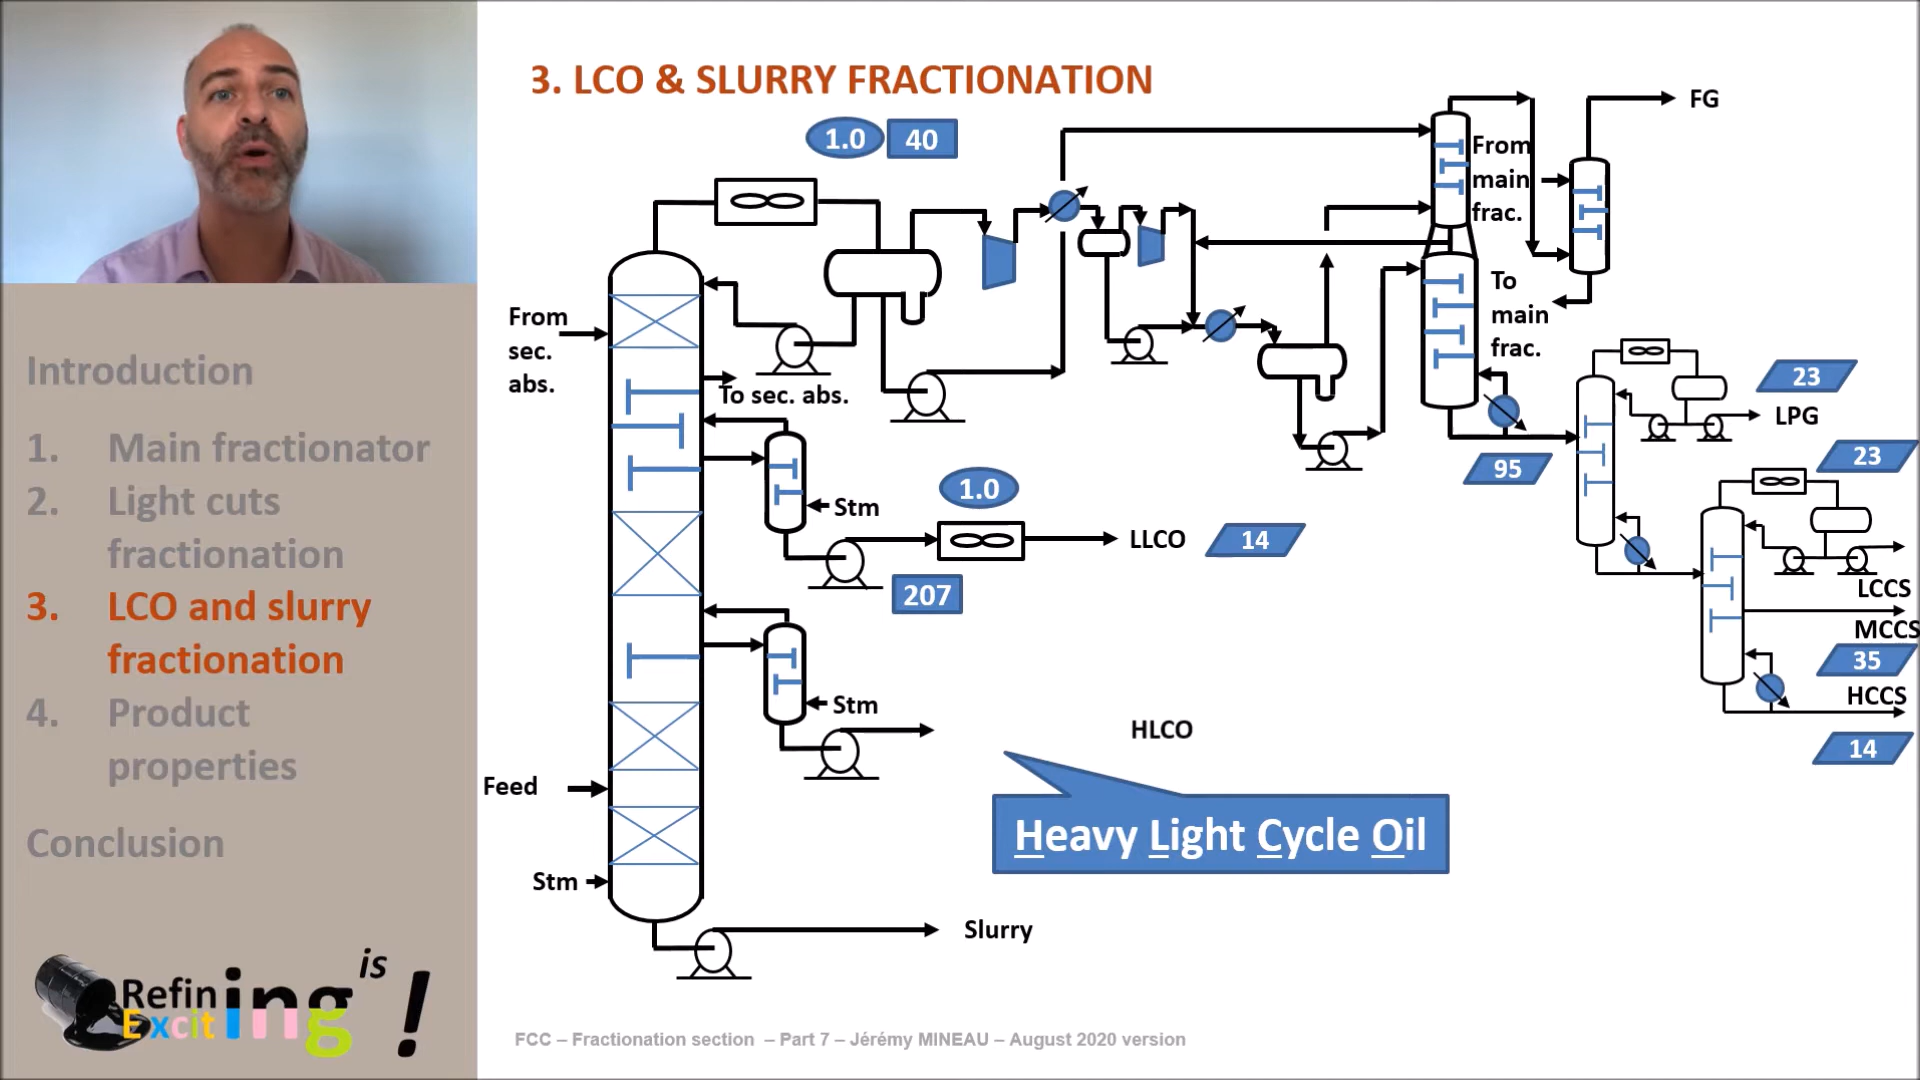 3. LCO & SLURRY FRACTIONATION
1.0
40
FG
From
main
frac.
To
main
frac.
From
sec.
abs.
To sec. abs.
23
LPG
23
95
1.0
Stm
LLCO
14
207
LCCS
MCCS
35
HCCS
14
Stm
HLCO
Feed
Heavy Light Cycle Oil
Stm
Slurry
Introduction
1. Main fractionator
2. Light cuts
fractionation
3. LCO and slurry
fractionation
4. Product
properties
Conclusion
Refining is
Exciting !
FCC – Fractionation section – Part 7 – Jérémy MINEAU – August 2020 version